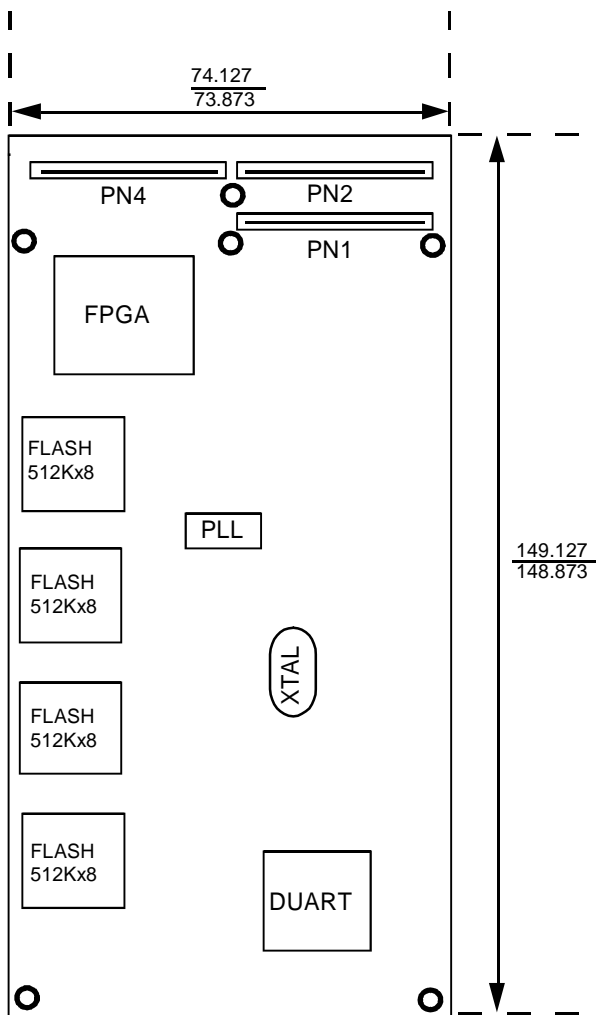 74.127
73.873
PN4
PN2
PN1
FPGA
FLASH
512Kx8
PLL
149.127
148.873
FLASH
512Kx8
XTAL
FLASH
512Kx8
FLASH
512Kx8
DUART